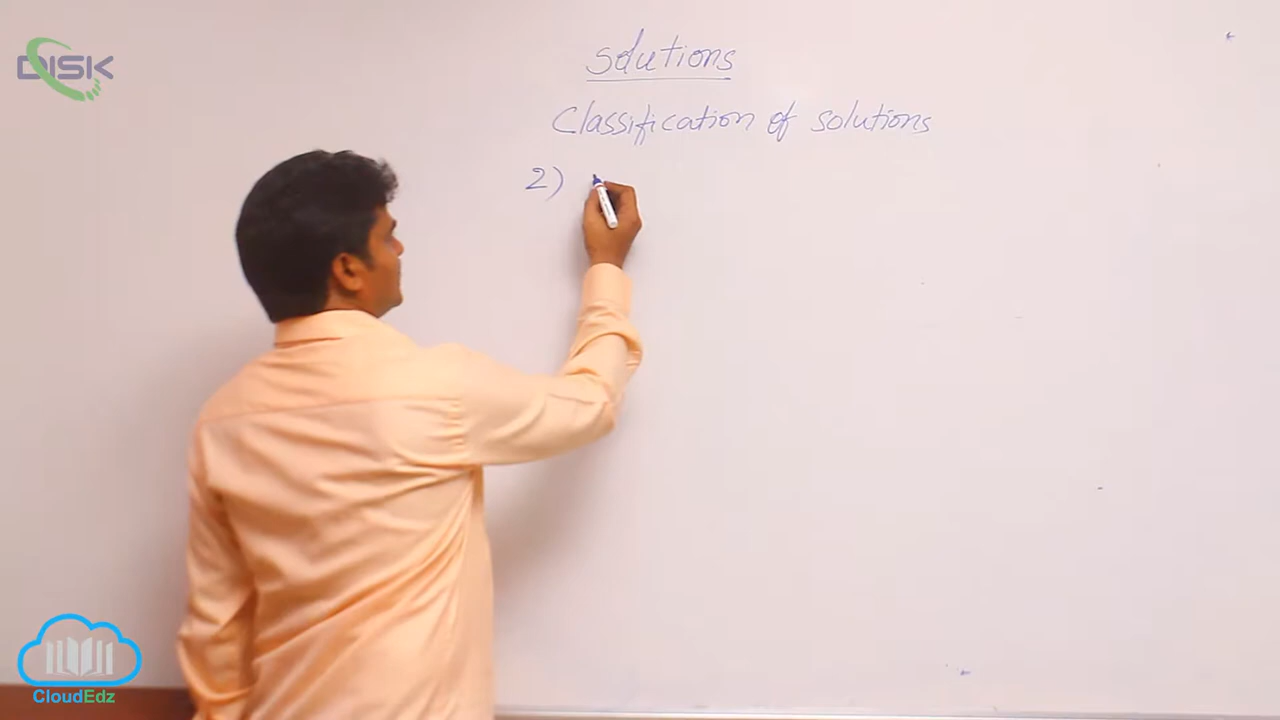 DISK
solutions
Classification of solutions
2)
CloudEdz